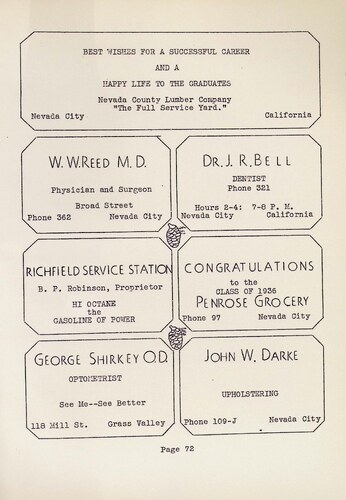 BEST WISHES FOR A SUCCESSFUL CAREER
AND A
HAPPY LIFE TO THE GRADUATES
Nevada County Lumber Company
"The Full Service Yard."
Nevada City California
W. W. REED M. D.
Physician and Surgeon
Broad Street
Phone 362 Nevada City
DR. J. R. BELL
DENTIST
Phone 321
Hours 2-4: 7-8 P. M.
Nevada City California
RICHFIELD SERVICE STATION
B. P. Robinson, Proprietor
HI OCTANE
the
GASOLINE OF POWER
CONGRATULATIONS
to the
CLASS OF 1936
PENROSE GROCERY
Phone 97 Nevada City
GEORGE SHIRKEY O.D.
OPTOMETRIST
See Me--See Better
118 Mill St. Grass Valley
JOHN W. DARKE
UPHOLSTERING
Phone 109-J Nevada City
Page 72